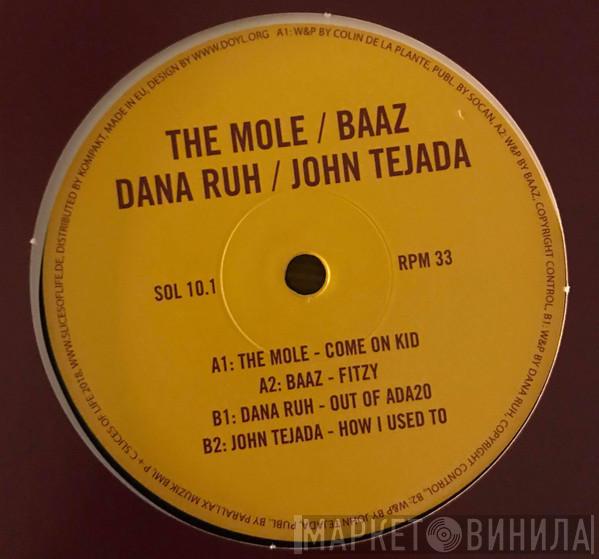 THE MOLE / BAAZ
DANA RUH / JOHN TEJADA
SOL 10.1
RPM 33
A1: THE MOLE - COME ON KID
A2: BAAZ - FITZY
B1: DANA RUH - OUT OF ADA20
B2: JOHN TEJADA - HOW I USED TO
P + C SLICES OF LIFE 2018, WWW.SLICESOFLIFE.DE, DISTRIBUTED BY KOMPAKT, MADE IN EU, DESIGN BY WWW.DOYL.ORG A1: W&P BY COLIN DE LA PLANTE, PUBL. BY SOCAN, A2: W&P BY BAAZ, COPYRIGHT CONTROL, B1: W&P BY DANA RUH, COPYRIGHT CONTROL, B2: W&P BY JOHN TEJADA, PUBL. BY PARALLAX MUZIK BMI,
МАРКЕТ ВИНИЛА